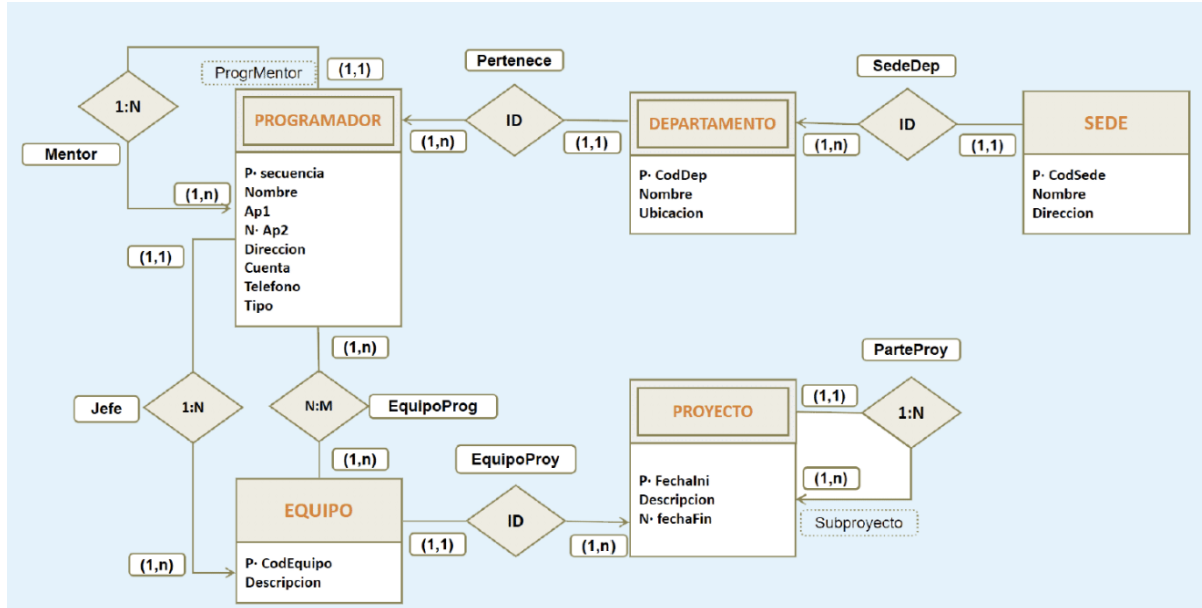 Pertenece
SedeDep
ProgrMentor
(1,1)
1:N
PROGRAMADOR
ID
DEPARTAMENTO
ID
SEDE
(1,n)
(1,1)
(1,n)
(1,1)
Mentor
(1,n)
P· secuencia
Nombre
Ap1
N· Ap2
Direccion
Cuenta
Telefono
Tipo
P· CodDep
Nombre
Ubicacion
P· CodSede
Nombre
Direccion
(1,1)
(1,n)
ParteProy
Jefe
1:N
N:M
EquipoProg
PROYECTO
(1,1)
1:N
(1,n)
EquipoProy
P· FechaIni
Descripcion
N· fechaFin
(1,n)
Subproyecto
EQUIPO
ID
(1,1)
(1,n)
(1,n)
P· CodEquipo
Descripcion